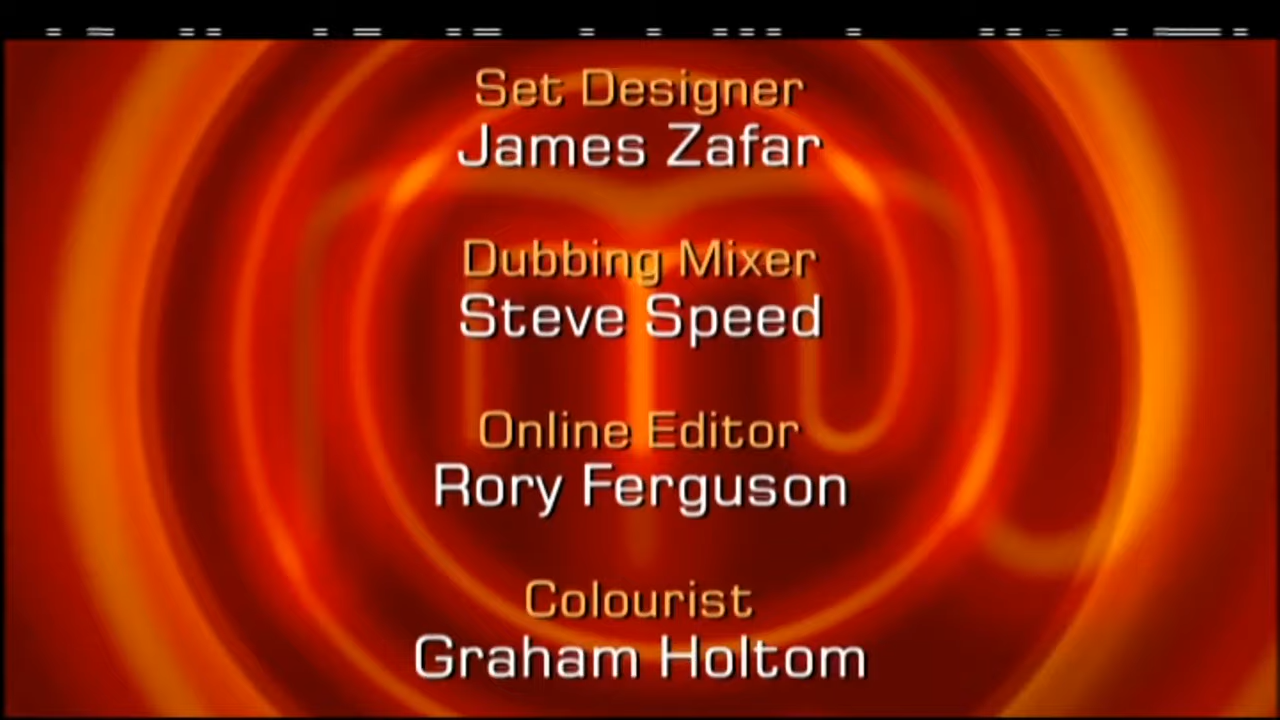 Set Designer
James Zafar
Dubbing Mixer
Steve Speed
Online Editor
Rory Ferguson
Colourist
Graham Holtom